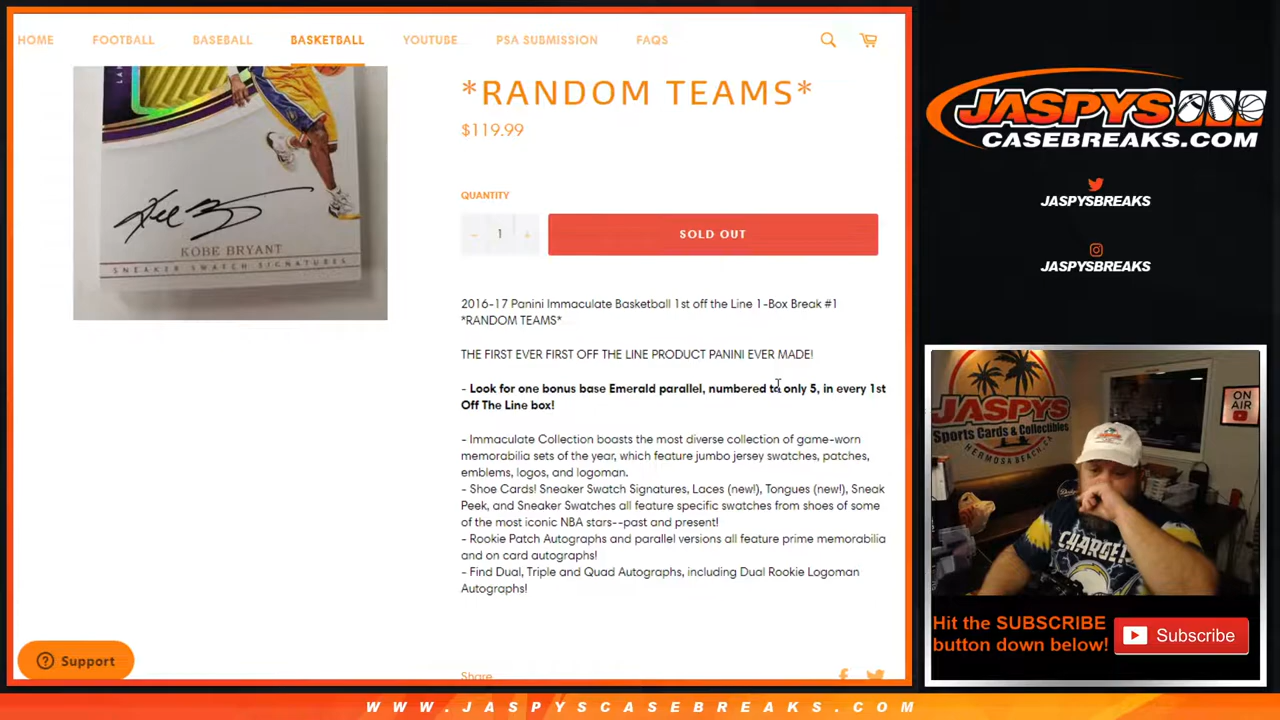 HOME FOOTBALL BASEBALL BASKETBALL YOUTUBE PSA SUBMISSION FAQS
*RANDOM TEAMS*
$119.99
QUANTITY
- 1 +
SOLD OUT
2016-17 Panini Immaculate Basketball 1st off the Line 1-Box Break #1
*RANDOM TEAMS*
THE FIRST EVER FIRST OFF THE LINE PRODUCT PANINI EVER MADE!
- Look for one bonus base Emerald parallel, numbered to only 5, in every 1st
Off The Line box!
- Immaculate Collection boasts the most diverse collection of game-worn
memorabilia sets of the year, which feature jumbo jersey swatches, patches,
emblems, logos, and logoman.
- Shoe Cards! Sneaker Swatch Signatures, Laces (new!), Tongues (new!), Sneak
Peek, and Sneaker Swatches all feature specific swatches from shoes of some
of the most iconic NBA stars--past and present!
- Rookie Patch Autographs and parallel versions all feature prime memorabilia
and on card autographs!
- Find Dual, Triple and Quad Autographs, including Dual Rookie Logoman
Autographs!
Share
KOBE BRYANT
SNEAKER SWATCH SIGNATURES
Support
JASPYS
CASEBREAKS.COM
JASPYSBREAKS
JASPYSBREAKS
JASPYS
Sports Cards & Collectibles
HERMOSA BEACH, CA
ON
AIR
CHARGE
Hit the SUBSCRIBE
button down below!
Subscribe
WWW.JASPYSCASEBREAKS.COM